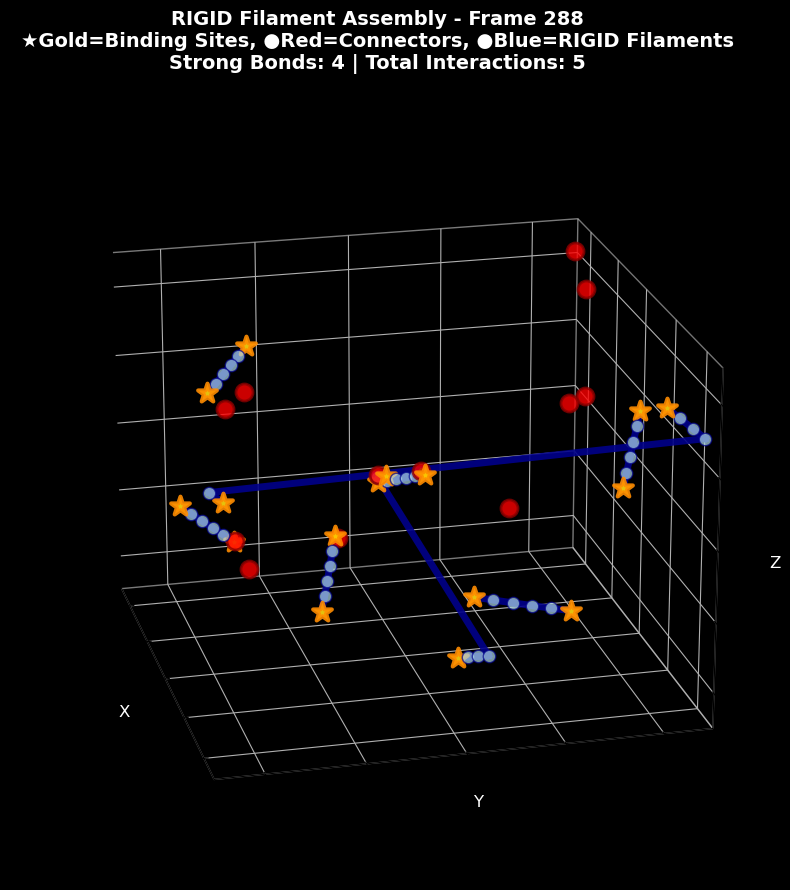 RIGID Filament Assembly - Frame 288
★Gold=Binding Sites, ●Red=Connectors, ●Blue=RIGID Filaments
Strong Bonds: 4 | Total Interactions: 5
Z
X
Y